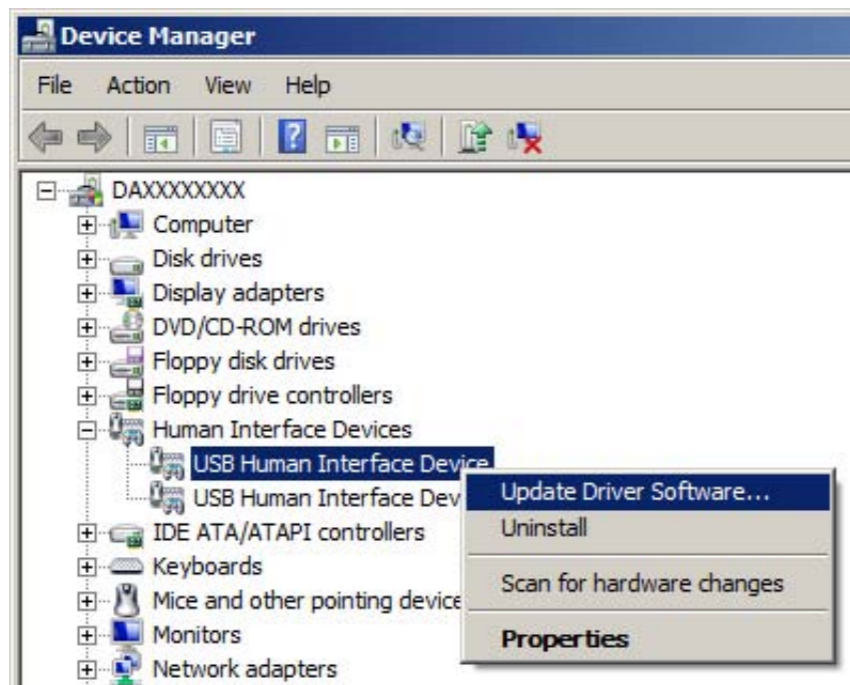 Device Manager
File Action View Help
DAXXXXXXXX
Computer
Disk drives
Display adapters
DVD/CD-ROM drives
Floppy disk drives
Floppy drive controllers
Human Interface Devices
USB Human Interface Device
USB Human Interface Dev
Update Driver Software...
Uninstall
Scan for hardware changes
Properties
IDE ATA/ATAPI controllers
Keyboards
Mice and other pointing device
Monitors
Network adapters